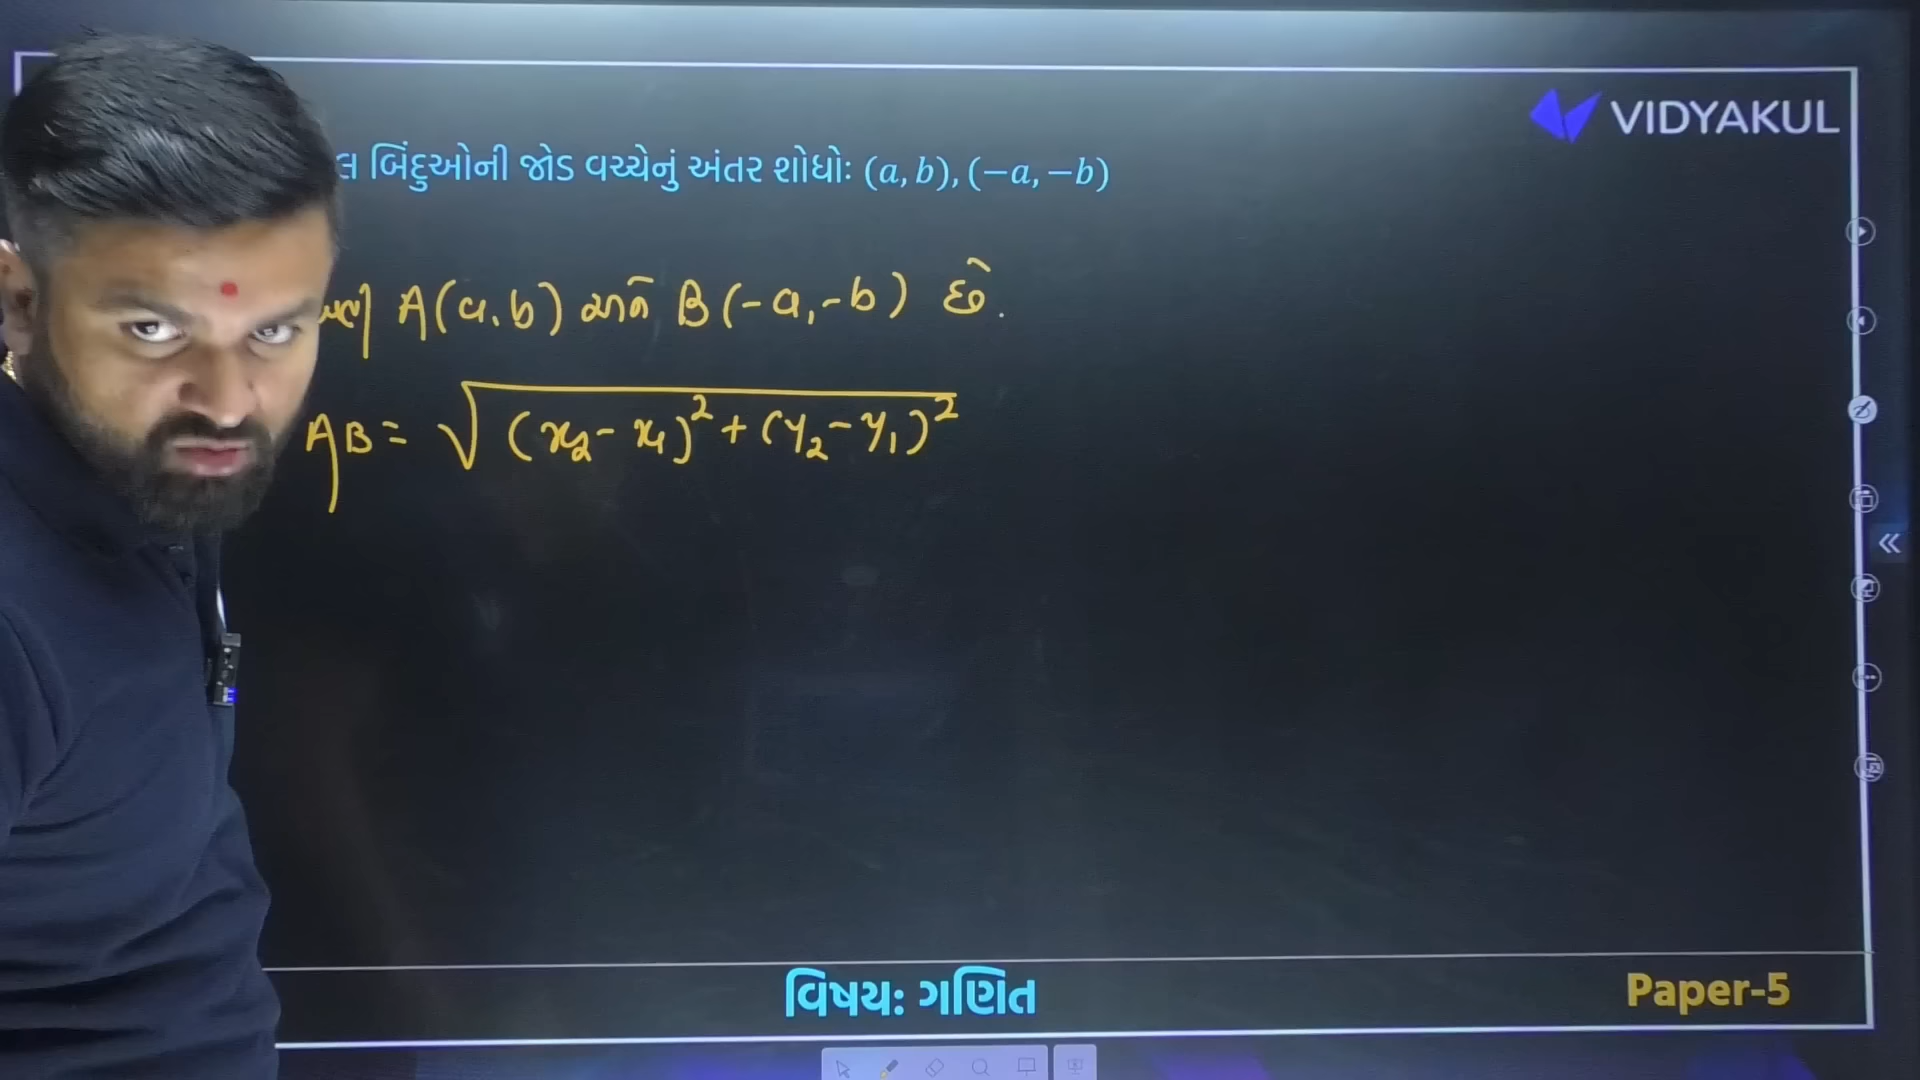 VIDYAKUL
લ બિંદુઓની જોડ વચ્ચેનું અંતર શોધોઃ (a, b), (−a, −b)
A(a,b) અને B(-a,-b) છે.
AB = √(x₂ - x₁)² + (y₂ - y₁)²
વિષય: ગણિત
Paper-5